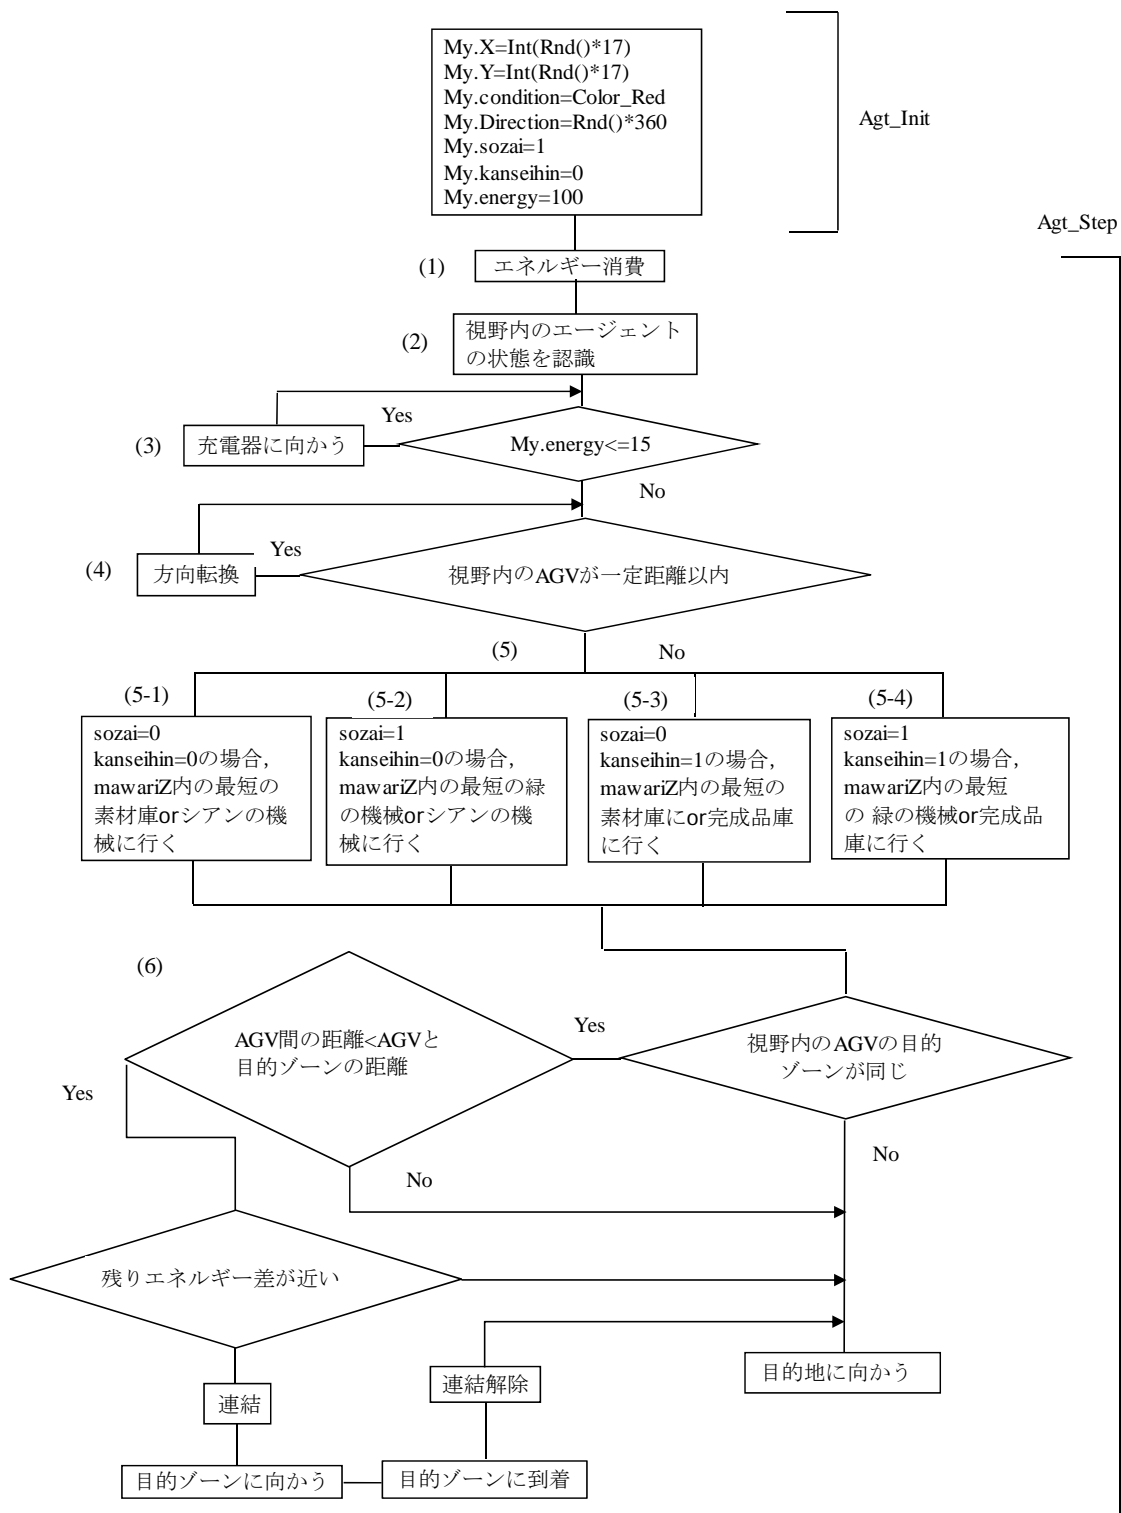 My.X=Int(Rnd()*17)
My.Y=Int(Rnd()*17)
My.condition=Color_Red
My.Direction=Rnd()*360
My.sozai=1
My.kanseihin=0
My.energy=100
Agt_Init
Agt_Step
(1)
エネルギー消費
(2)
視野内のエージェント
の状態を認識
(3)
充電器に向かう
Yes
My.energy<=15
No
(4)
方向転換
Yes
視野内のAGVが一定距離以内
(5)
No
(5-1)
sozai=0
kanseihin=0の場合,
mawariZ内の最短の
素材庫orシアンの機
械に行く
(5-2)
sozai=1
kanseihin=0の場合,
mawariZ内の最短の緑
の機械orシアンの機
械に行く
(5-3)
sozai=0
kanseihin=1の場合,
mawariZ内の最短の
素材庫にor完成品庫
に行く
(5-4)
sozai=1
kanseihin=1の場合,
mawariZ内の最短
の 緑の機械or完成品
庫に行く
(6)
AGV間の距離<AGVと
目的ゾーンの距離
Yes
視野内のAGVの目的
ゾーンが同じ
Yes
No
No
残りエネルギー差が近い
連結
連結解除
目的地に向かう
目的ゾーンに向かう
目的ゾーンに到着